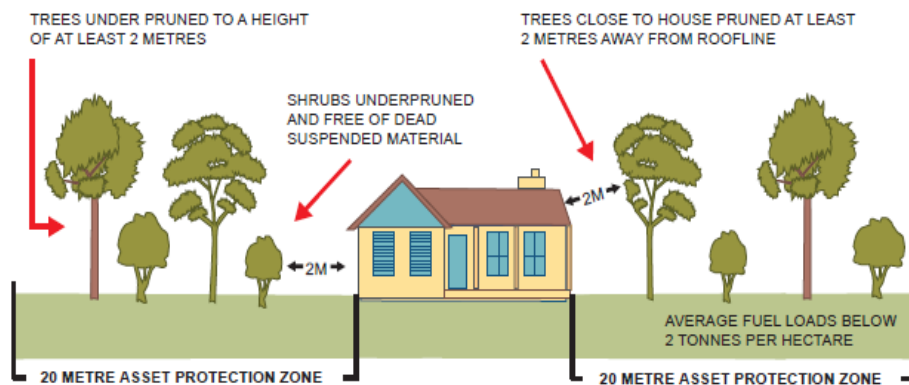 TREES UNDER PRUNED TO A HEIGHT
OF AT LEAST 2 METRES
TREES CLOSE TO HOUSE PRUNED AT LEAST
2 METRES AWAY FROM ROOFLINE
SHRUBS UNDERPRUNED
AND FREE OF DEAD
SUSPENDED MATERIAL
2M
2M
AVERAGE FUEL LOADS BELOW
2 TONNES PER HECTARE
20 METRE ASSET PROTECTION ZONE
20 METRE ASSET PROTECTION ZONE